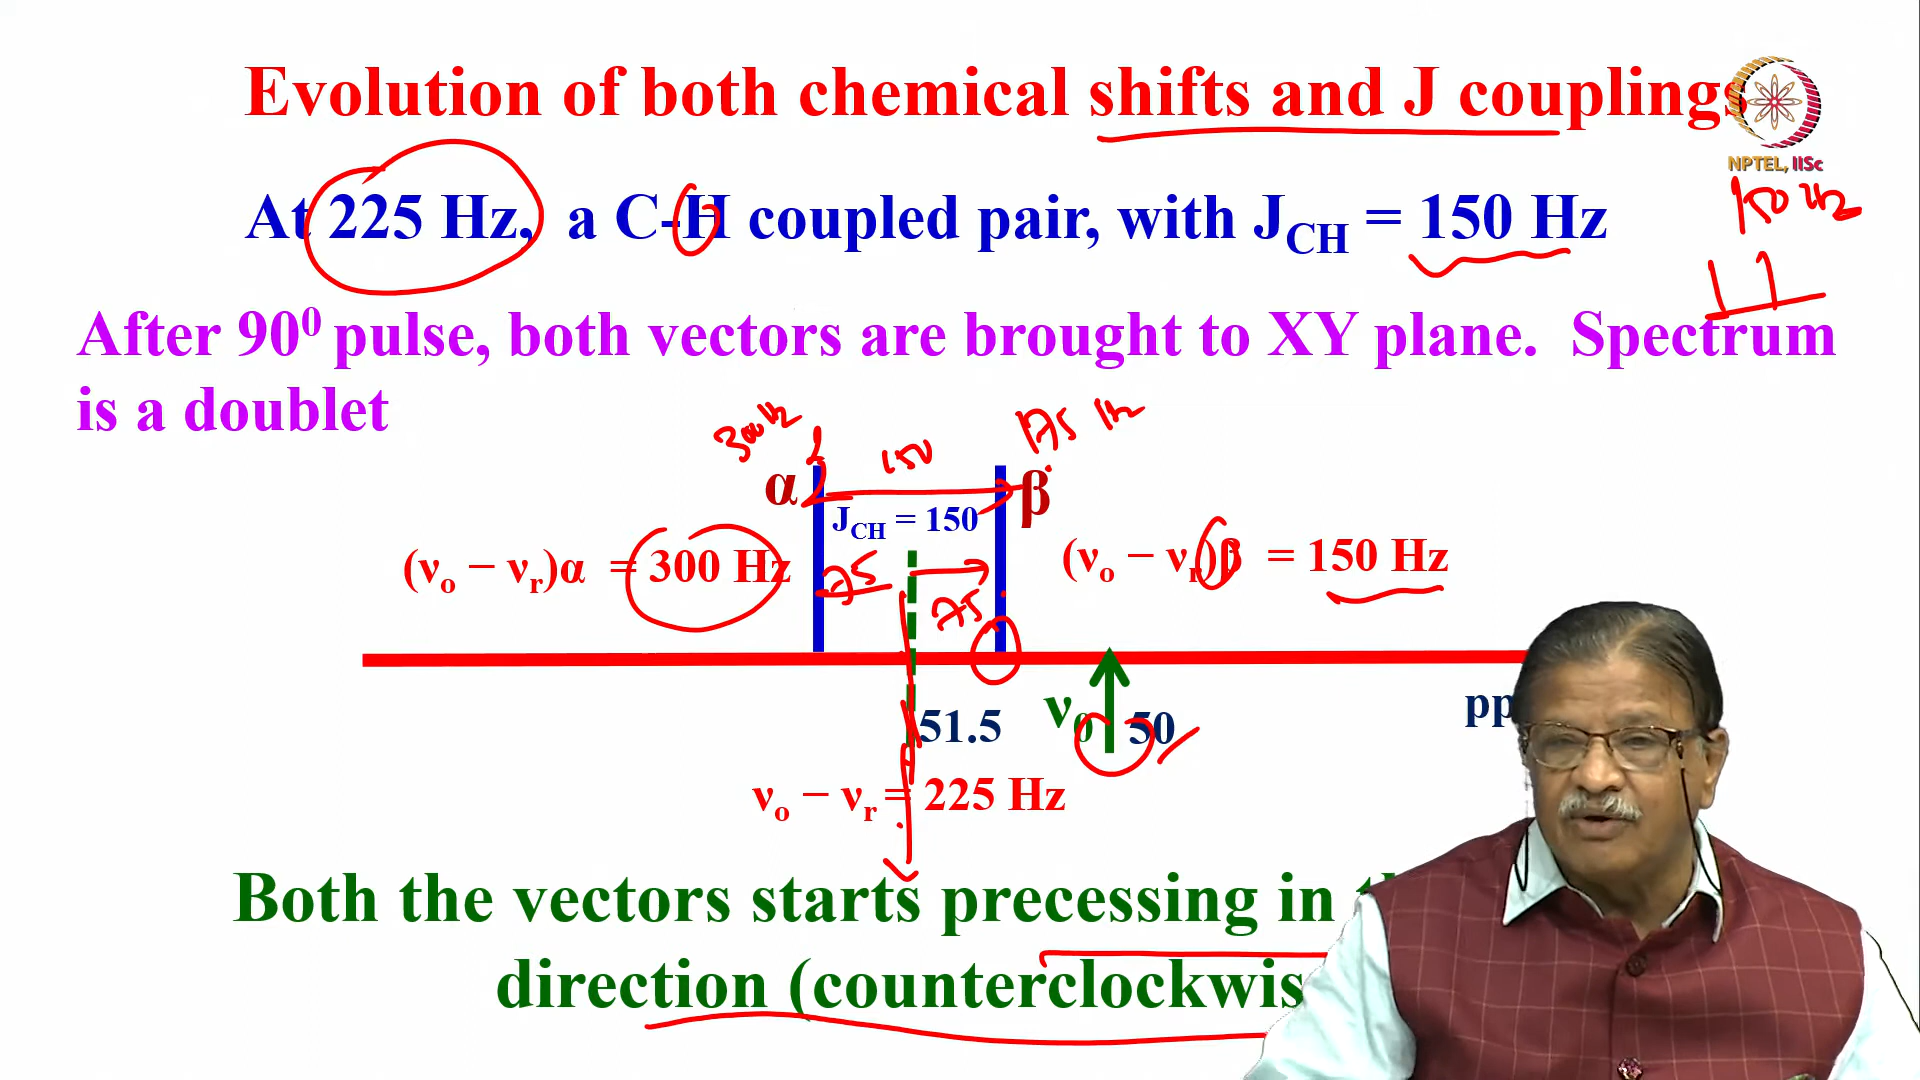 Evolution of both chemical shifts and J couplings
NPTEL, IISc
At 225 Hz, a C-H coupled pair, with JCH = 150 Hz
150 Hz
After 90⁰ pulse, both vectors are brought to XY plane. Spectrum
is a doublet
300 Hz
150
175 Hz
α
β
JCH = 150
(νo − νr)α = 300 Hz
75
75
(νo − νr)β = 150 Hz
51.5
ν0
50
νo − νr = 225 Hz
Both the vectors starts precessing in
direction